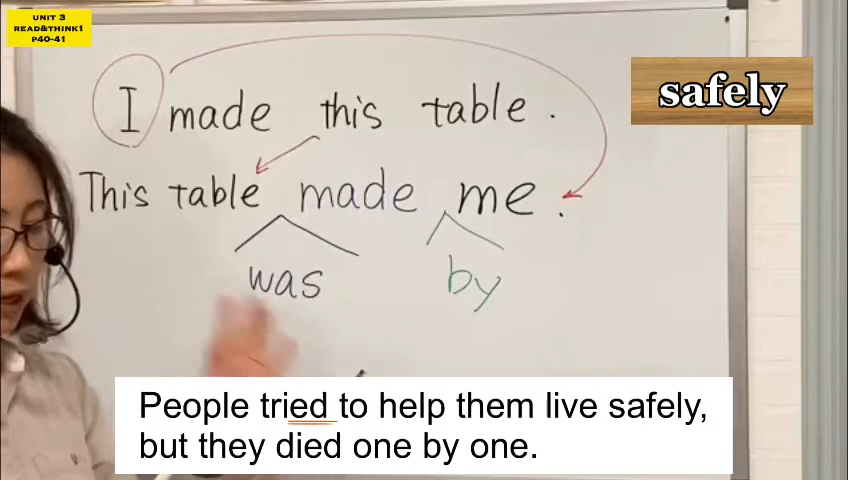 UNIT 3
READ&THINK1
P40-41
safely
I made this table.
This table made me.
was by
People tried to help them live safely,
but they died one by one.